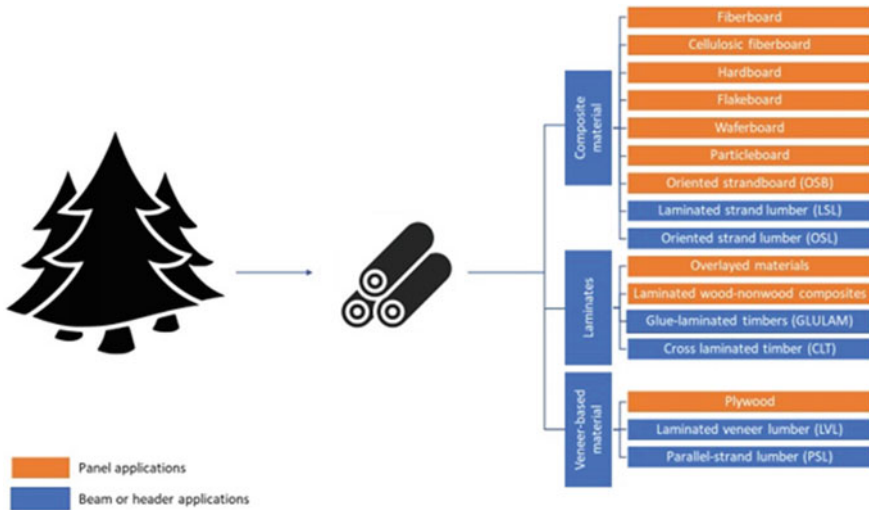 Fiberboard
Cellulosic fiberboard
Hardboard
Flakeboard
Waferboard
Particleboard
Oriented strandboard (OSB)
Laminated strand lumber (LSL)
Oriented strand lumber (OSL)
Composite
material
Overlayed materials
Laminated wood-nonwood composites
Glue-laminated timbers (GLULAM)
Cross laminated timber (CLT)
Laminates
Plywood
Laminated veneer lumber (LVL)
Parallel-strand lumber (PSL)
Veneer-based
material
Panel applications
Beam or header applications